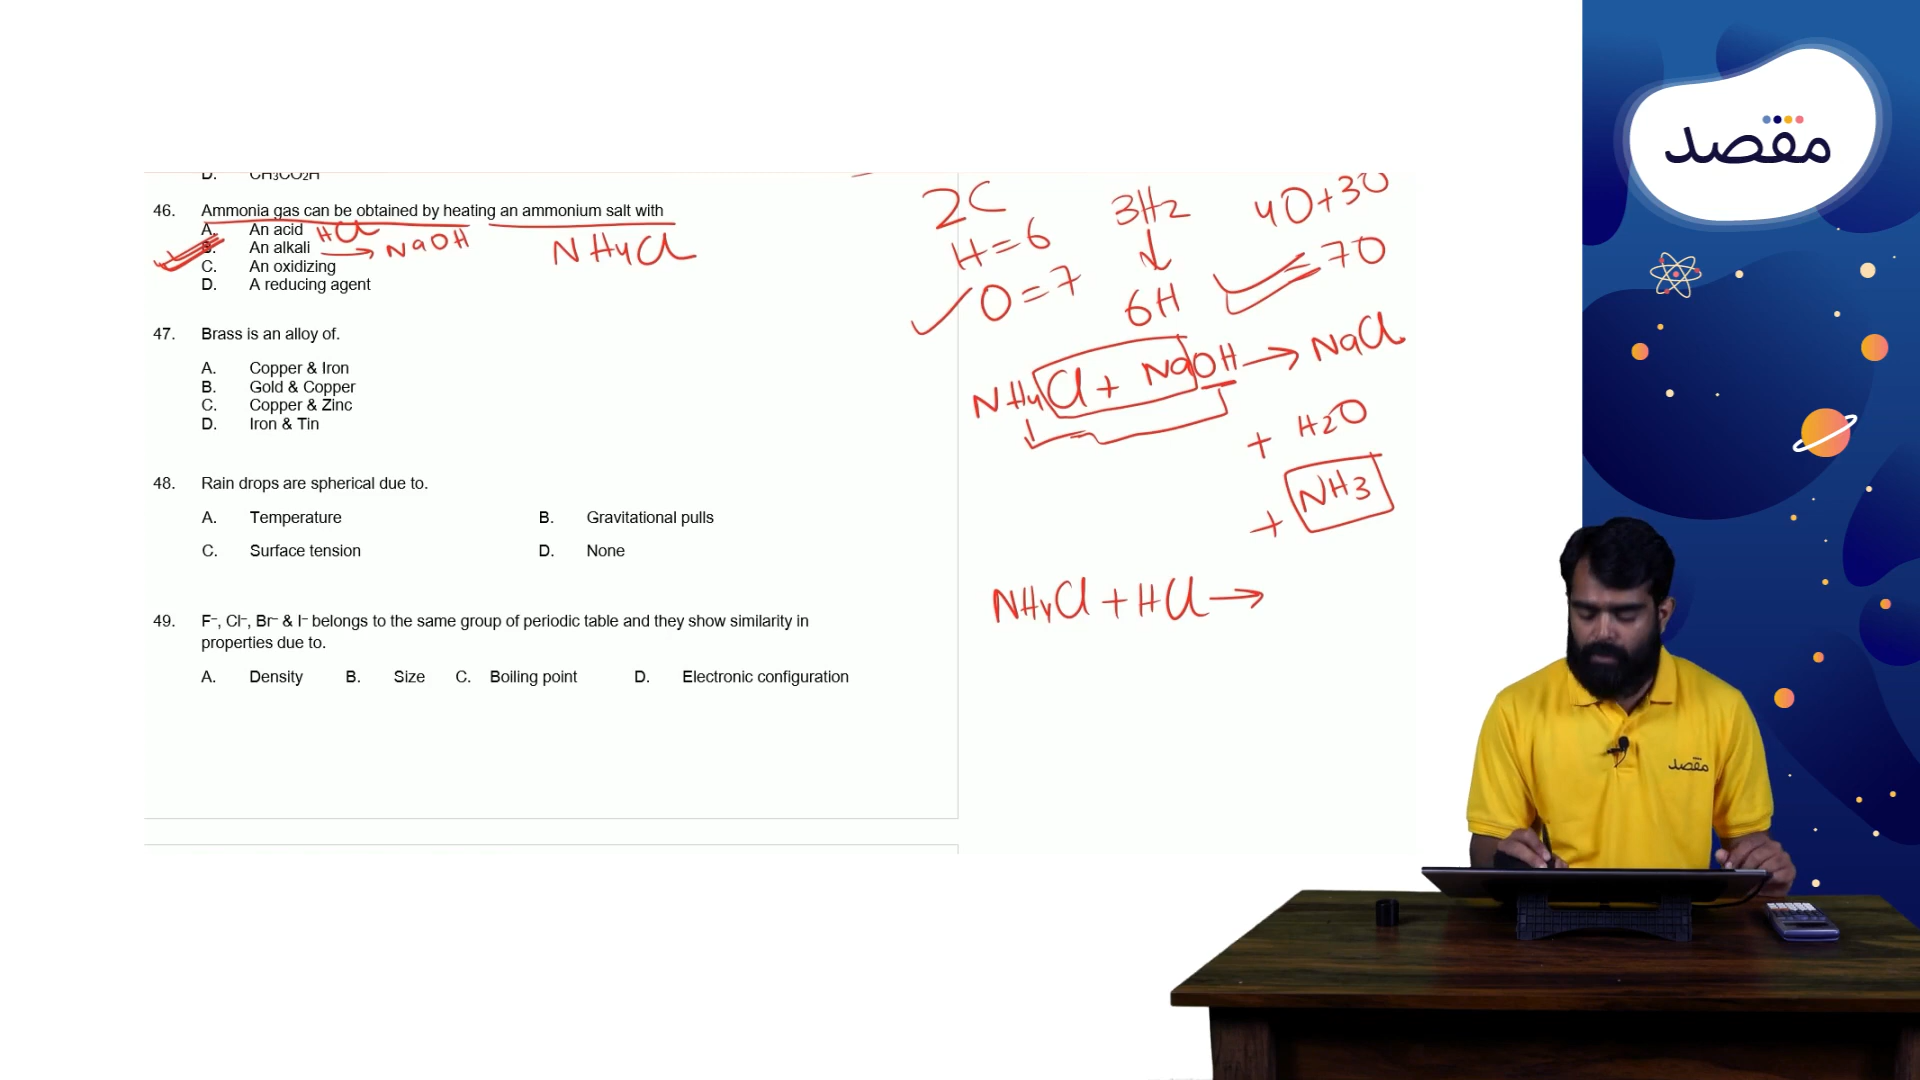 D. CH₃CO₂H
46. Ammonia gas can be obtained by heating an ammonium salt with
A. An acid HCl
B. An alkali → NaOH NH4Cl
C. An oxidizing
D. A reducing agent
47. Brass is an alloy of.
A. Copper & Iron
B. Gold & Copper
C. Copper & Zinc
D. Iron & Tin
48. Rain drops are spherical due to.
A. Temperature B. Gravitational pulls
C. Surface tension D. None
49. F⁻, Cl⁻, Br⁻ & I⁻ belongs to the same group of periodic table and they show similarity in
properties due to.
A. Density B. Size C. Boiling point D. Electronic configuration
2C 3H2 4O+3O
H=6 ↓ =7O
O=7 6H
NH4Cl + NaOH → NaCl
+ H2O
+ NH3
NH4Cl + HCl →
مقصد
مقصد